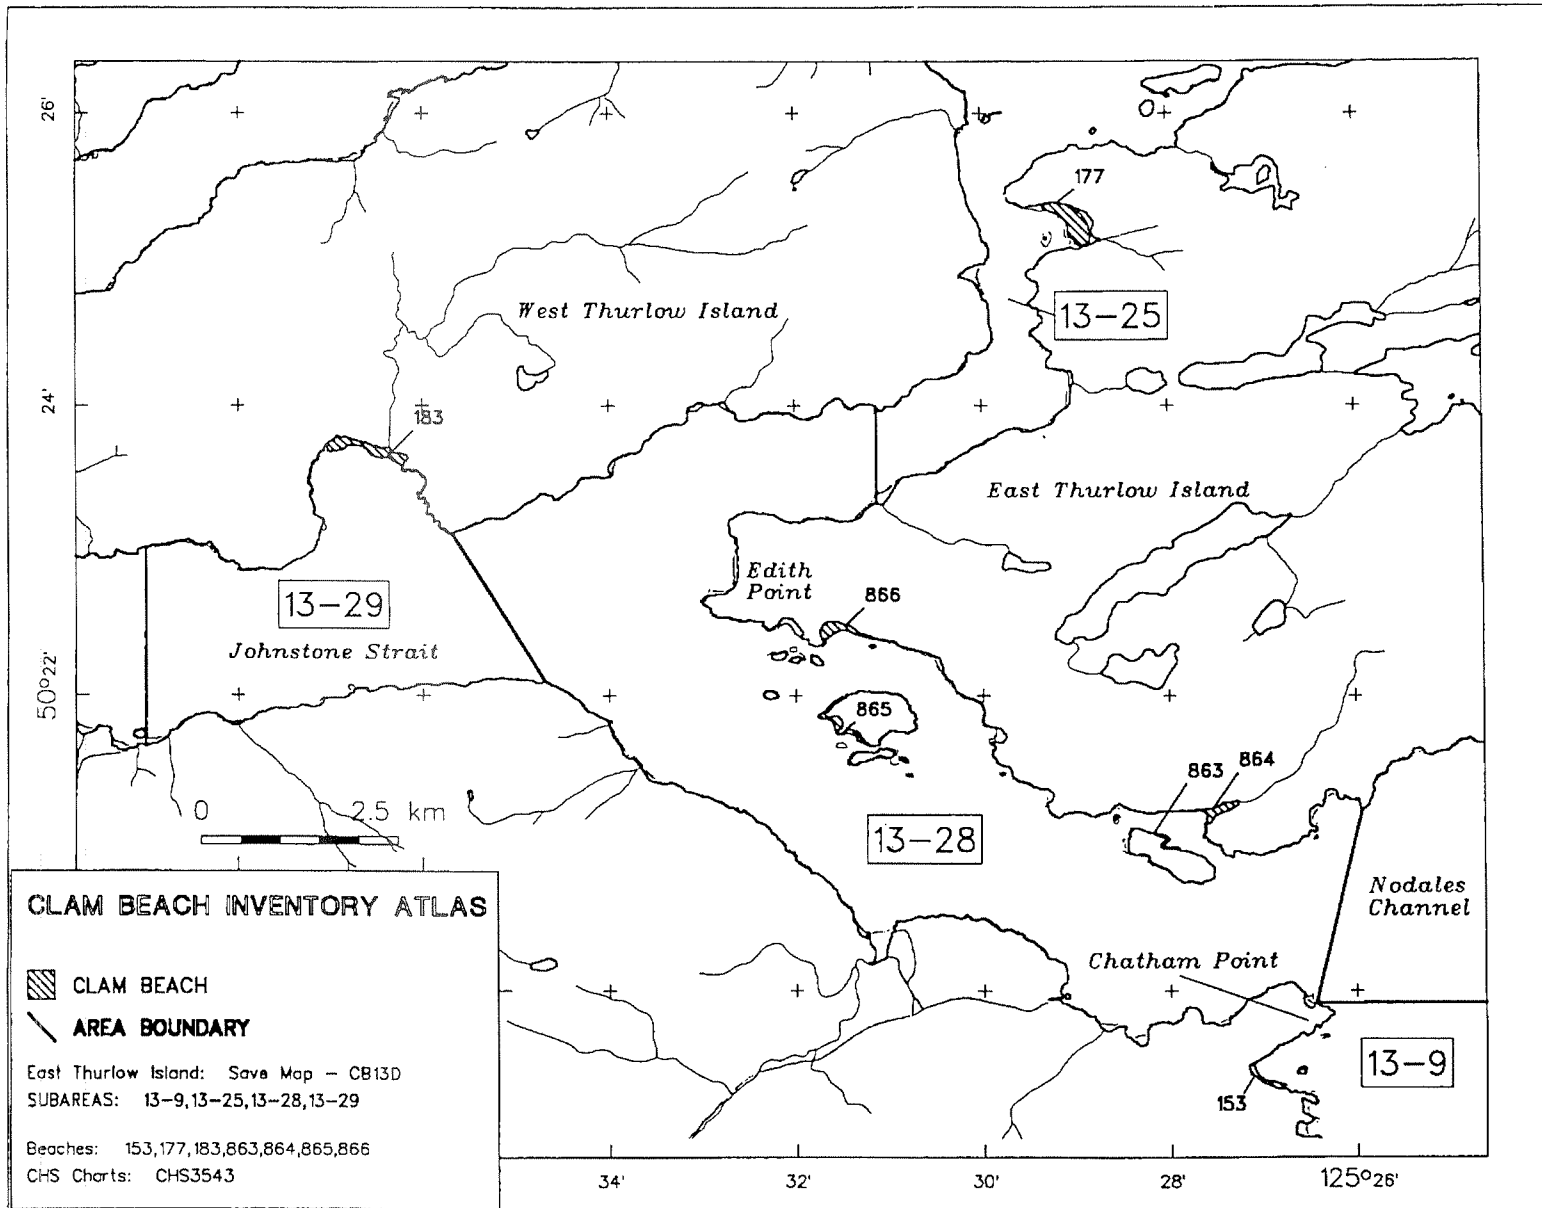 26'
177
West Thurlow Island
13-25
24'
183
East Thurlow Island
Edith
Point
866
13-29
Johnstone Strait
50°22'
865
863
864
0 2.5 km
13-28
Nodales
Channel
Chatham Point
13-9
153
CLAM BEACH INVENTORY ATLAS
CLAM BEACH
AREA BOUNDARY
East Thurlow Island: Save Map - CB13D
SUBAREAS: 13-9,13-25,13-28,13-29
Beaches: 153,177,183,863,864,865,866
CHS Charts: CHS3543
34'
32'
30'
28'
125°26'